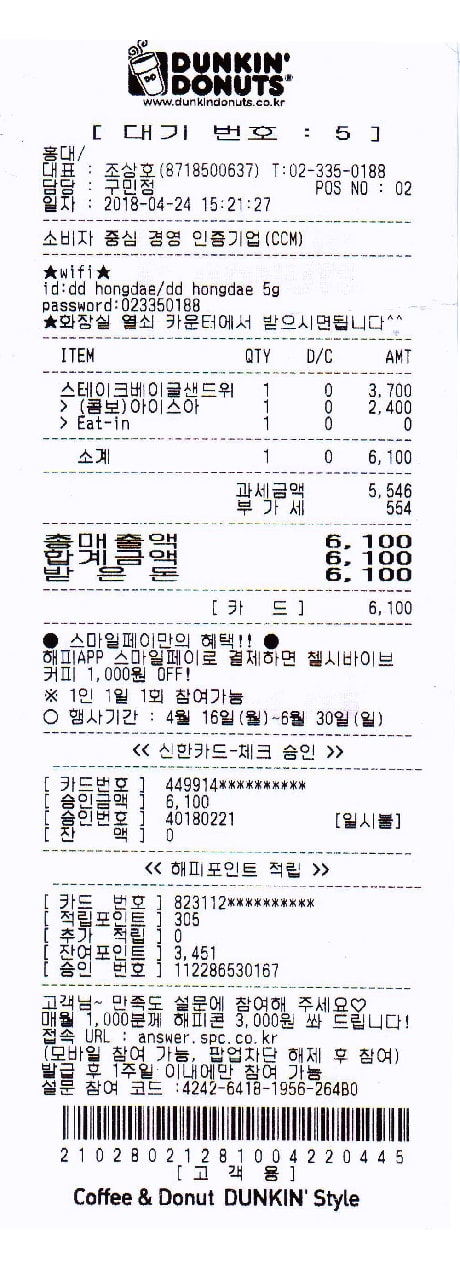 DUNKIN'
DONUTS®
www.dunkindonuts.co.kr
[ 대기 번호 : 5 ]
홍대/
대표 : 조상호(8718500637) T:02-335-0188
담당 : 구민정 POS NO : 02
일자 : 2018-04-24 15:21:27
소비자 중심 경영 인증기업(CCM)
★wifi★
id:dd hongdae/dd hongdae 5g
password:023350188
★화장실 열쇠 카운터에서 받으시면됩니다^^
ITEM QTY D/C AMT
스테이크베이글샌드위 1 0 3,700
> (콤보)아이스아 1 0 2,400
> Eat-in 1 0 0
소계 1 0 6,100
과세금액 5,546
부 가 세 554
총매출액 6,100
합계금액 6,100
받 은 돈 6,100
[ 카 드 ] 6,100
● 스마일페이만의 혜택!! ●
해피APP 스마일페이로 결제하면 첼시바이브
커피 1,000원 OFF!
※ 1인 1일 1회 참여가능
○ 행사기간 : 4월 16일(월)~6월 30일(일)
<< 신한카드-체크 승인 >>
[ 카드번호 ] 449914**********
[ 승인금액 ] 6,100
[ 승인번호 ] 40180221 [일시불]
[ 잔 액 ] 0
<< 해피포인트 적립 >>
[ 카드 번호 ] 823112**********
[ 적립포인트 ] 305
[ 추가 적립 ] 0
[ 잔여포인트 ] 3,451
[ 승인 번호 ] 112286530167
고객님~ 만족도 설문에 참여해 주세요♡
매월 1,000분께 해피콘 3,000원 쏴 드립니다!
접속 URL : answer.spc.co.kr
(모바일 참여 가능, 팝업차단 해제 후 참여)
발급 후 1주일 이내에만 참여 가능
설문 참여 코드 :4242-6418-1956-264B0
21028021281004220445
[ 고 객 용 ]
Coffee & Donut DUNKIN' Style